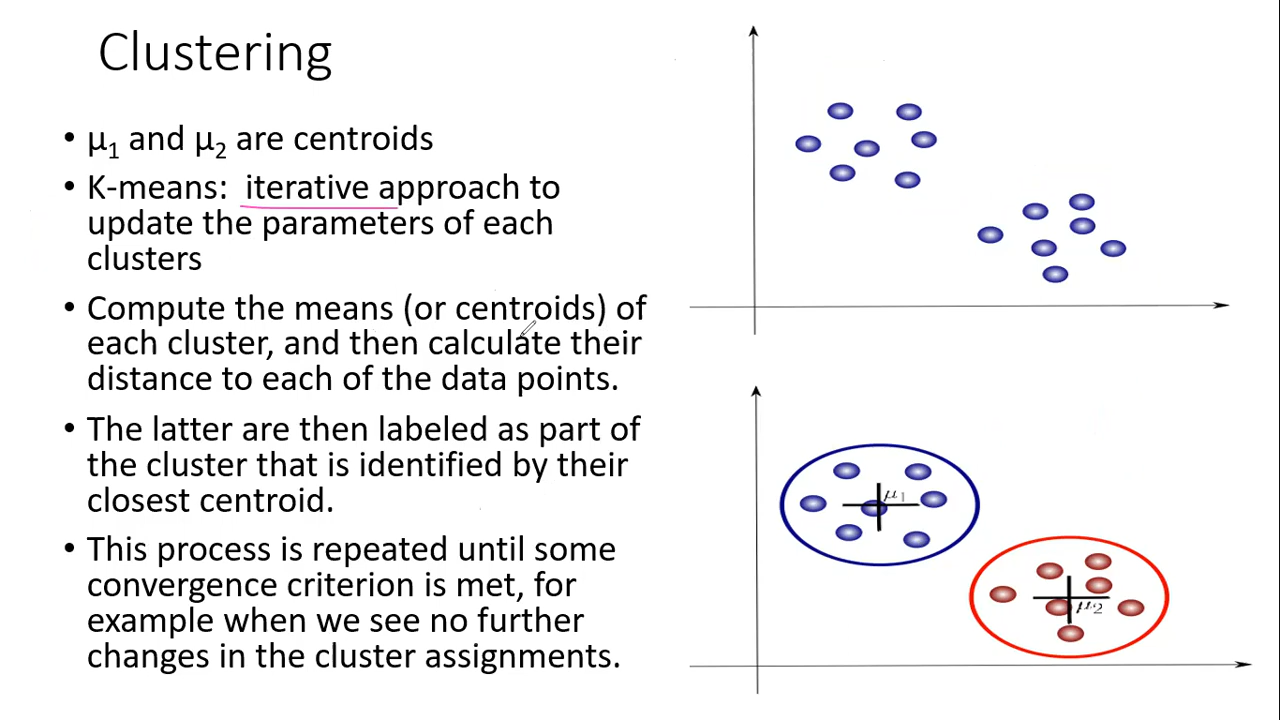 Clustering
• µ1 and µ2 are centroids
• K-means: iterative approach to
update the parameters of each
clusters
• Compute the means (or centroids) of
each cluster, and then calculate their
distance to each of the data points.
• The latter are then labeled as part of
the cluster that is identified by their
closest centroid.
• This process is repeated until some
convergence criterion is met, for
example when we see no further
changes in the cluster assignments.
µ1
µ2